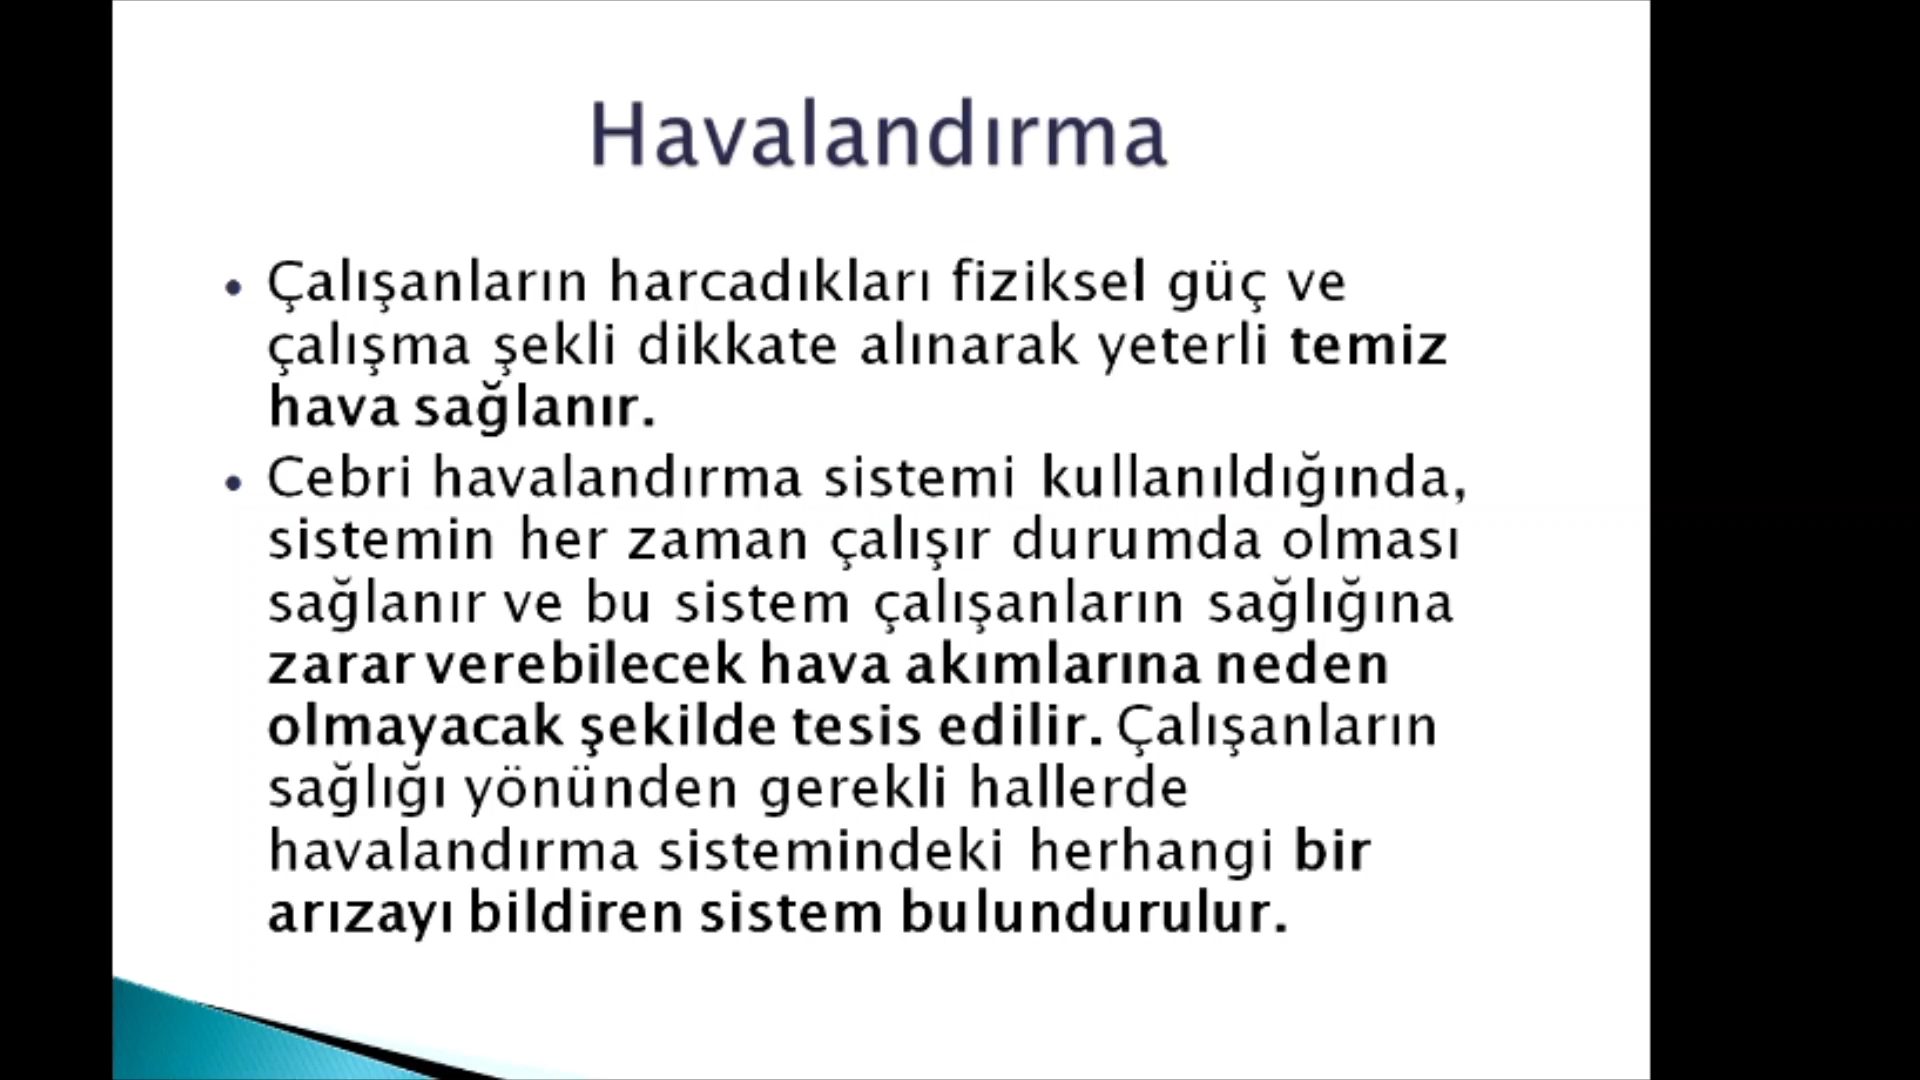 Havalandırma
• Çalışanların harcadıkları fiziksel güç ve
çalışma şekli dikkate alınarak yeterli temiz
hava sağlanır.
• Cebri havalandırma sistemi kullanıldığında,
sistemin her zaman çalışır durumda olması
sağlanır ve bu sistem çalışanların sağlığına
zarar verebilecek hava akımlarına neden
olmayacak şekilde tesis edilir. Çalışanların
sağlığı yönünden gerekli hallerde
havalandırma sistemindeki herhangi bir
arızayı bildiren sistem bulundurulur.